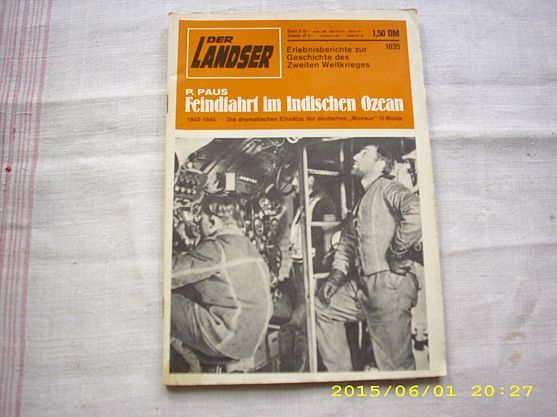 DER
LANDSER
1,50 DM
1035
Erlebnisberichte zur
Geschichte des
Zweiten Weltkrieges
P. PAUS
Feindfahrt im Indischen Ozean
1943-1945. – Die dramatischen Einsätze der deutschen „Monsun"-U-Boote
2015/06/01 20:27